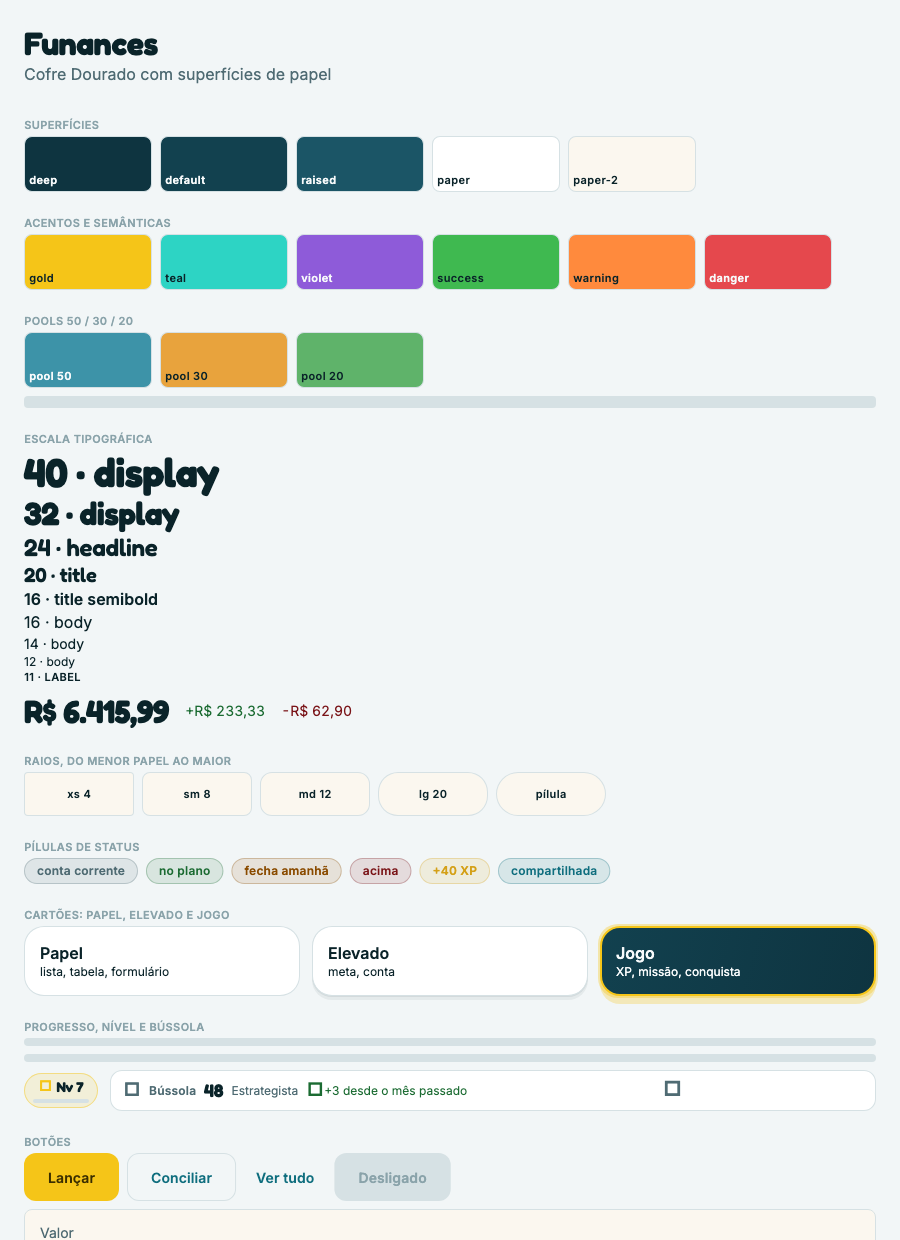 Funances
Cofre Dourado com superfícies de papel
SUPERFÍCIES
deep default raised paper paper-2
ACENTOS E SEMÂNTICAS
gold teal violet success warning danger
POOLS 50 / 30 / 20
pool 50 pool 30 pool 20
ESCALA TIPOGRÁFICA
40 · display
32 · display
24 · headline
20 · title
16 · title semibold
16 · body
14 · body
12 · body
11 · LABEL
R$ 6.415,99 +R$ 233,33 -R$ 62,90
RAIOS, DO MENOR PAPEL AO MAIOR
xs 4 sm 8 md 12 lg 20 pílula
PÍLULAS DE STATUS
conta corrente no plano fecha amanhã acima +40 XP compartilhada
CARTÕES: PAPEL, ELEVADO E JOGO
Papel Elevado Jogo
lista, tabela, formulário meta, conta XP, missão, conquista
PROGRESSO, NÍVEL E BÚSSOLA
Nv 7 Bússola 48 Estrategista +3 desde o mês passado
BOTÕES
Lançar Conciliar Ver tudo Desligado
Valor